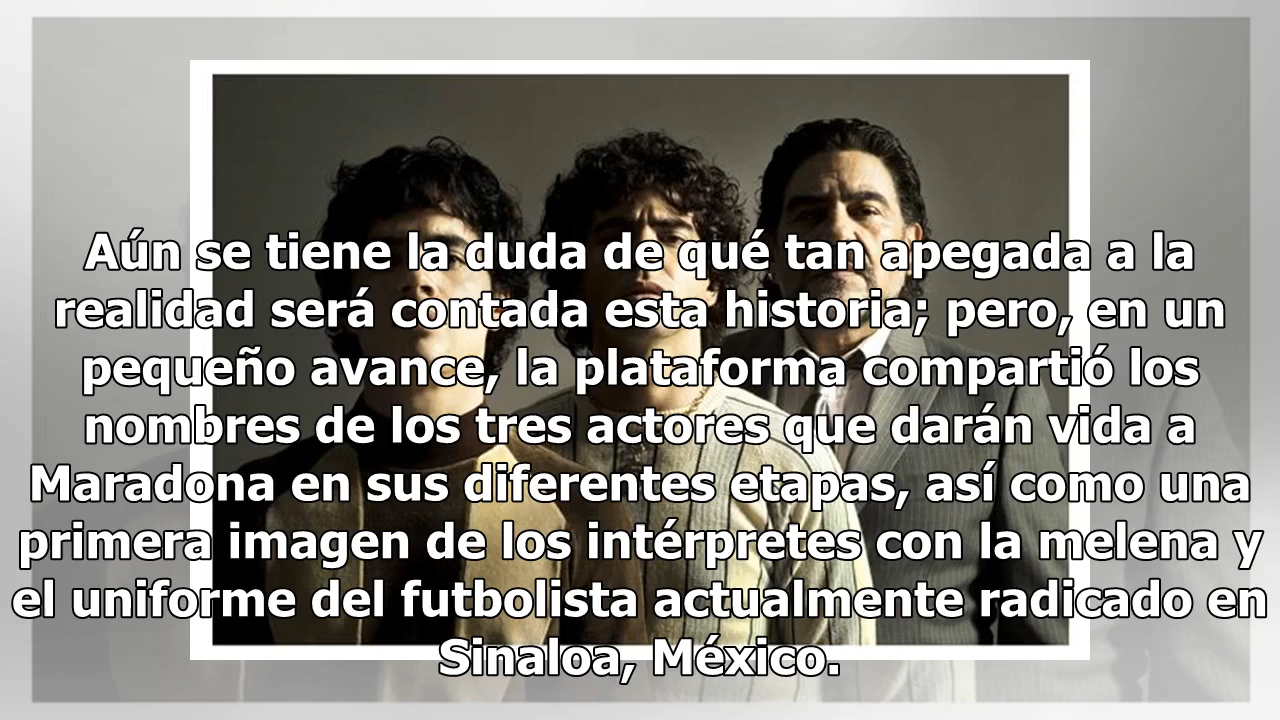 Aún se tiene la duda de qué tan apegada a la
realidad será contada esta historia; pero, en un
pequeño avance, la plataforma compartió los
nombres de los tres actores que darán vida a
Maradona en sus diferentes etapas, así como una
primera imagen de los intérpretes con la melena y
el uniforme del futbolista actualmente radicado en
Sinaloa, México.